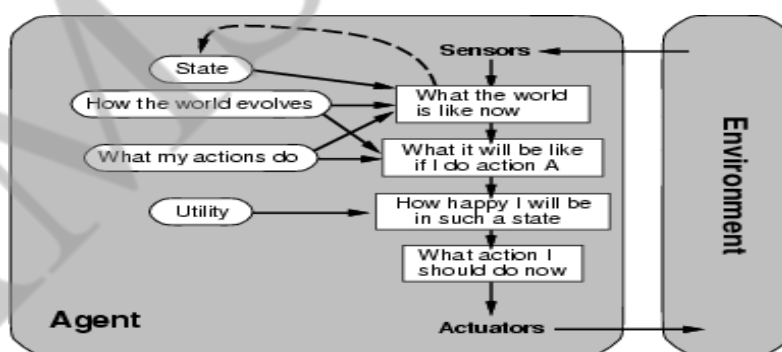 Sensors
State
What the world
is like now
How the world evolves
What my actions do
What it will be like
if I do action A
Utility
How happy I will be
in such a state
What action I
should do now
Agent
Actuators
Environment